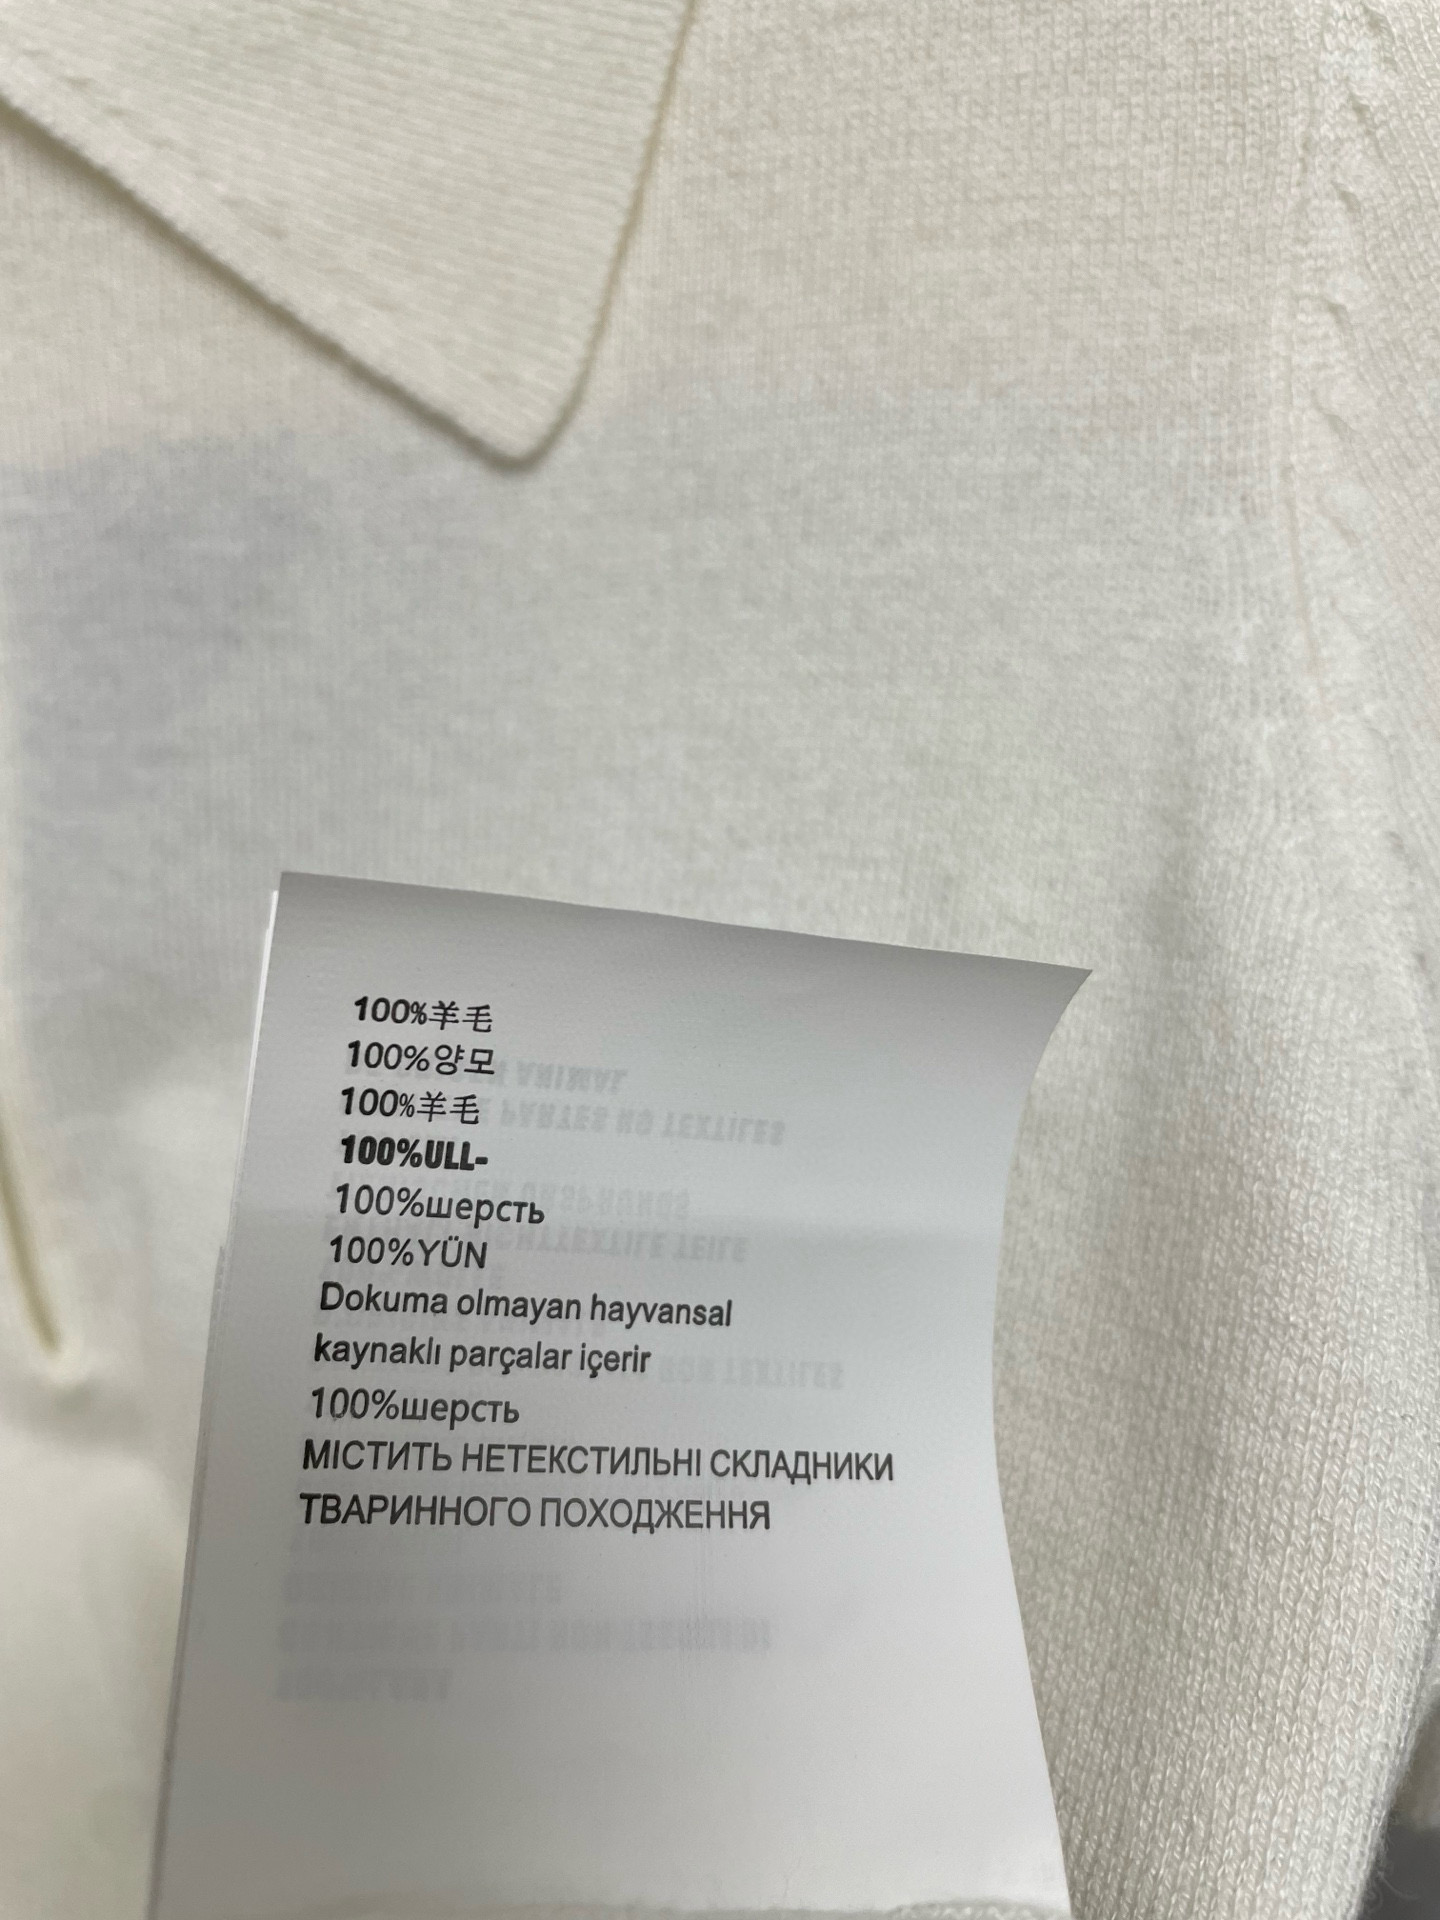 100%羊毛
100%양모
100%羊毛
100%ULL-
100%шерсть
100%YÜN
Dokuma olmayan hayvansal
kaynaklı parçalar içerir
100%шерсть
МІСТИТЬ НЕТЕКСТИЛЬНІ СКЛАДНИКИ
ТВАРИННОГО ПОХОДЖЕННЯ